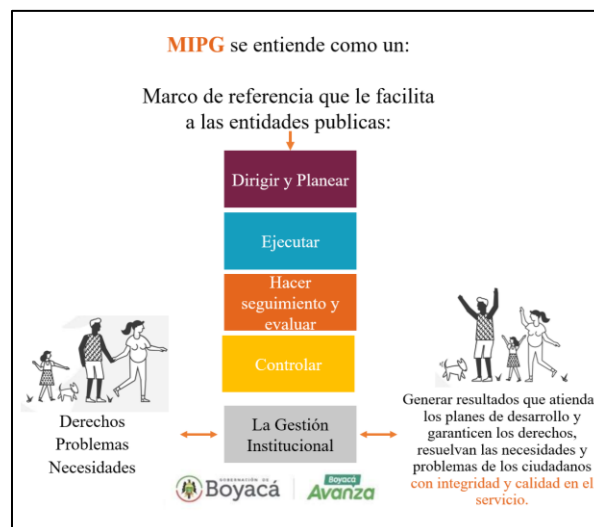 MIPG se entiende como un:
Marco de referencia que le facilita
a las entidades publicas:
Dirigir y Planear
Ejecutar
Hacer
seguimiento y
evaluar
Controlar
La Gestión
Institucional
Derechos
Problemas
Necesidades
Generar resultados que atienda
los planes de desarrollo y
garanticen los derechos,
resuelvan las necesidades y
problemas de los ciudadanos
con integridad y calidad en el
servicio.
GOBERNACIÓN DE
Boyacá
Boyacá
Avanza